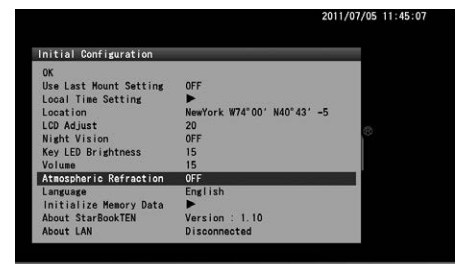 2011/07/05 11:45:07
Initial Configuration
OK
Use Last Mount Setting OFF
Local Time Setting ▶
Location NewYork W74°00′ N40°43′ -5
LCD Adjust 20
Night Vision OFF
Key LED Brightness 15
Volume 15
Atmospheric Refraction OFF
Language English
Initialize Memory Data ▶
About StarBookTEN Version : 1.10
About LAN Disconnected
®